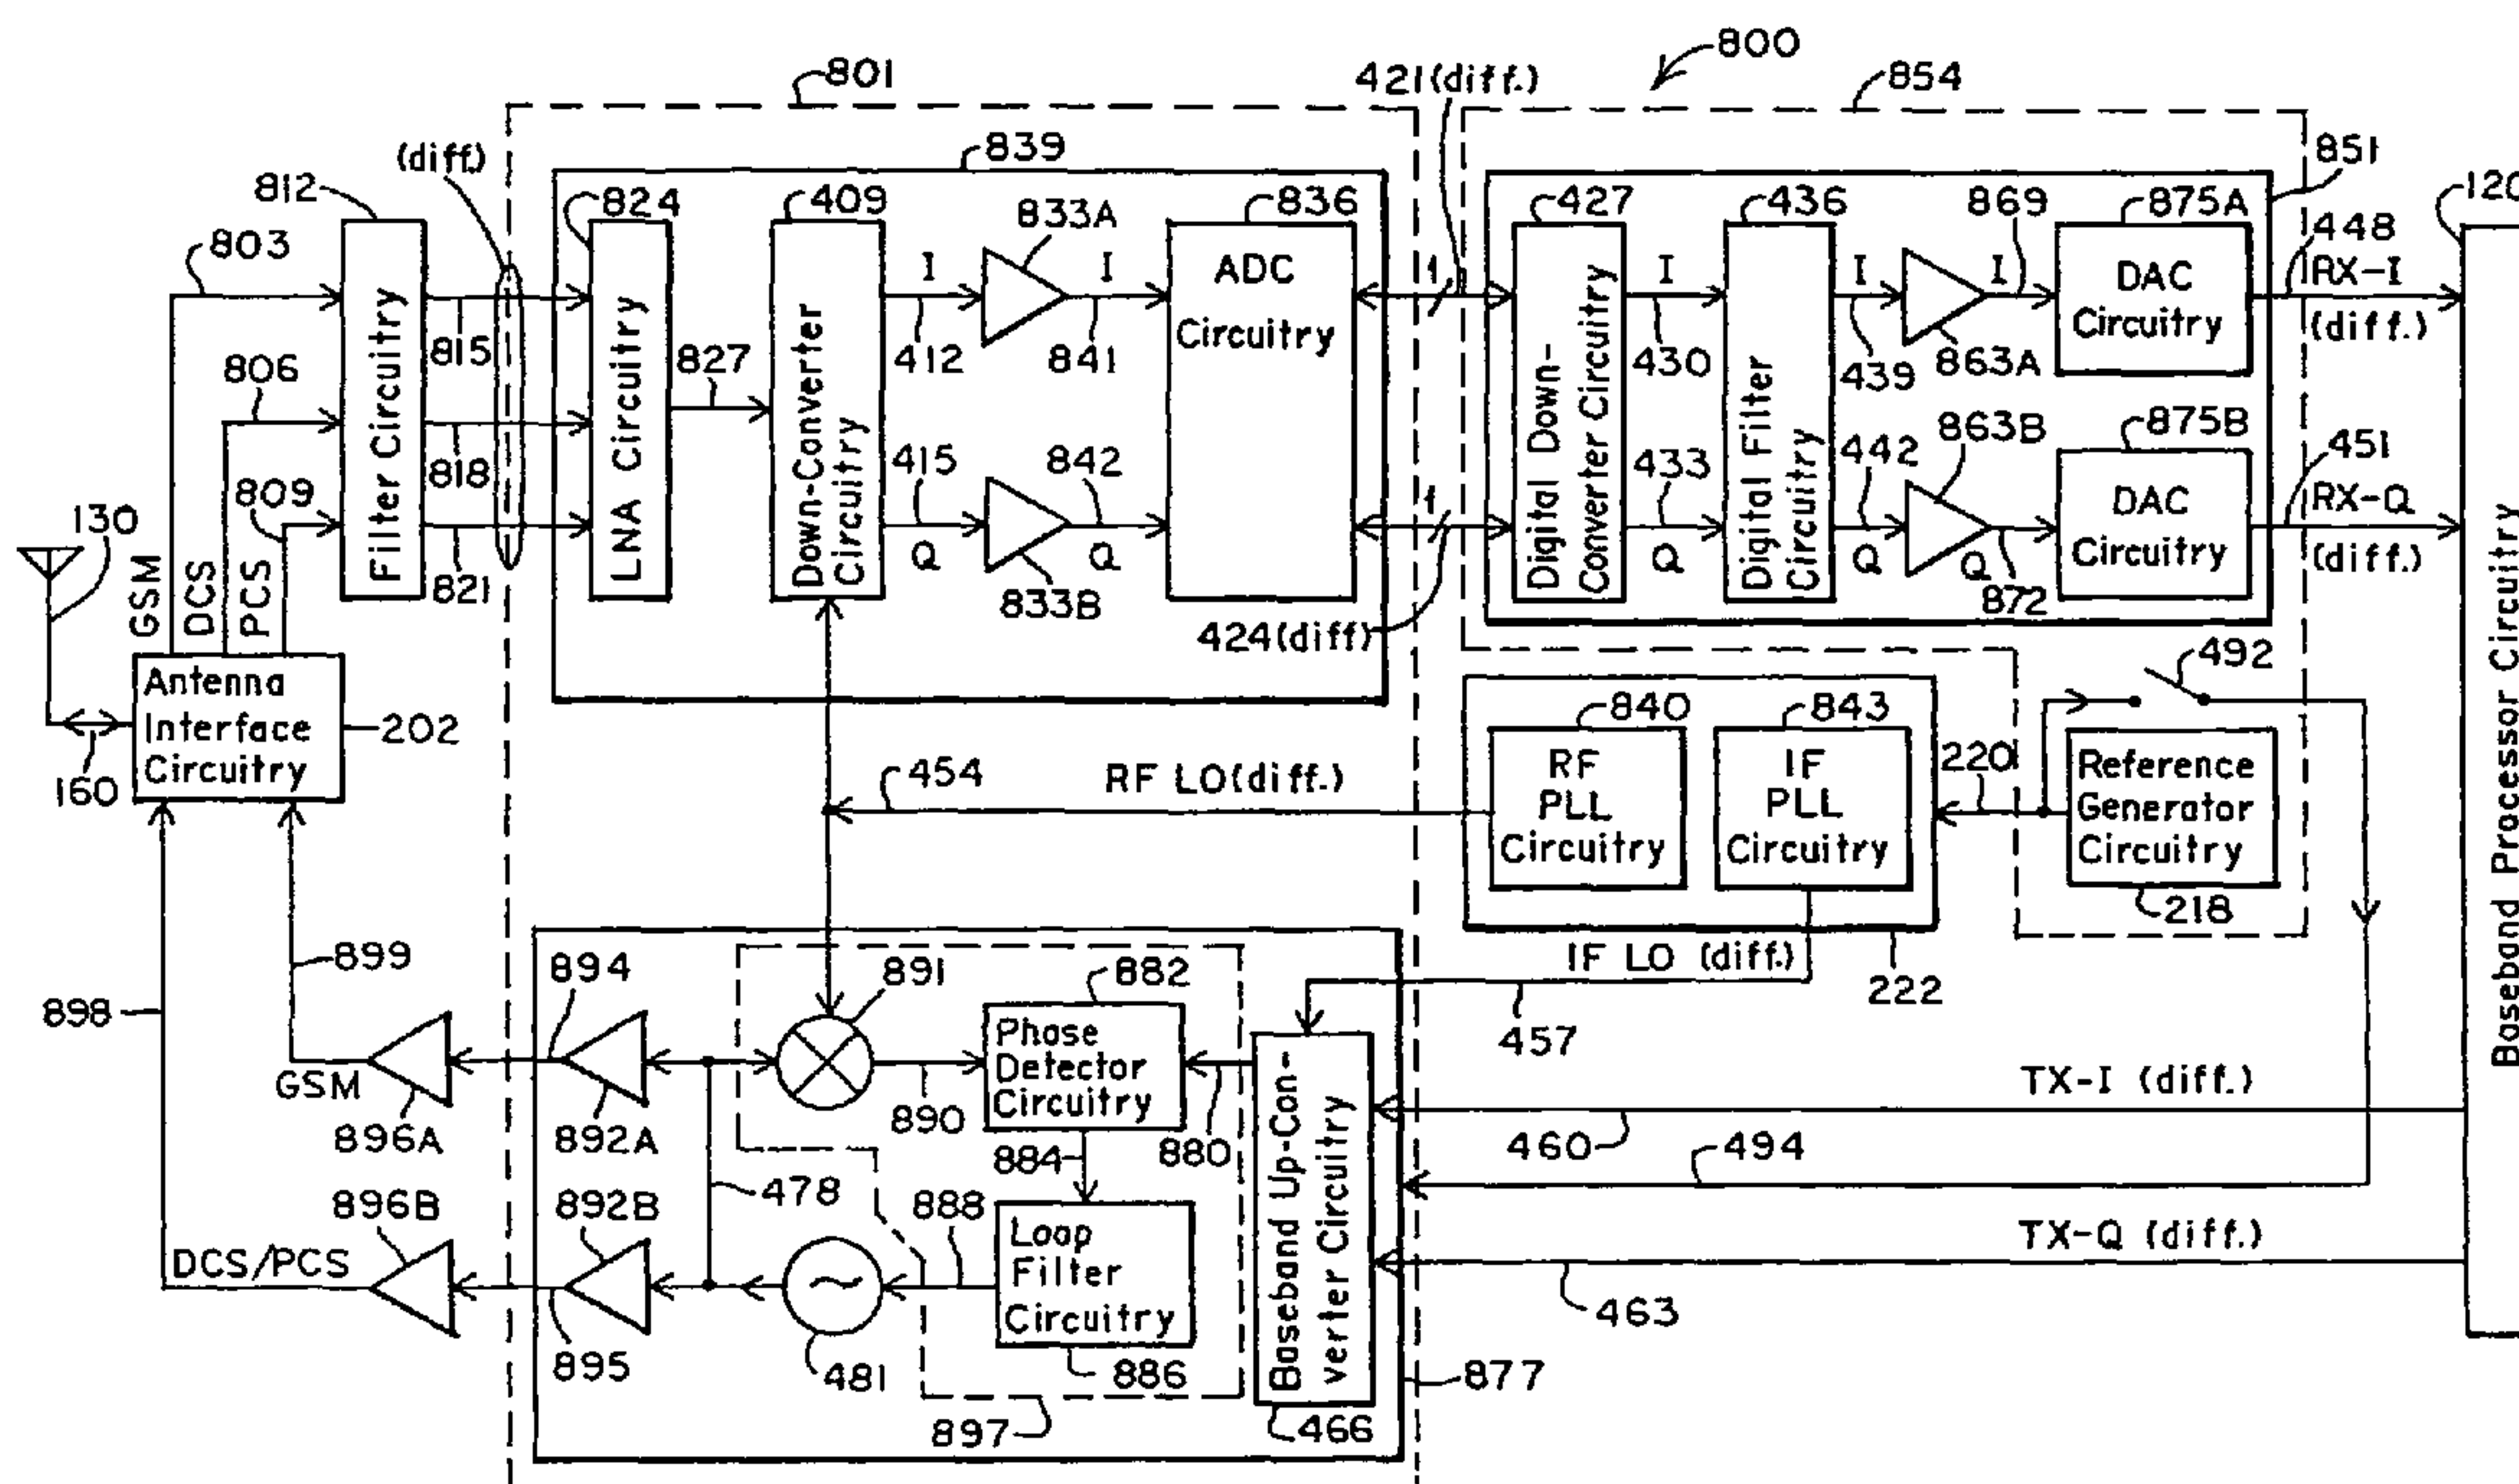 800
801
421(diff.)
854
(diff)
839
851
812
824
409
833A
836
427
436
869
875A
120
803
448
I
I
ADC
Circuitry
1
I
I
I
DAC
Circuitry
RX-I
(diff.)
Filter Circuitry
815
LNA Circuitry
827
Down-Converter
Circuitry
412
841
Digital Down-
Converter Circuitry
430
Digital Filter
Circuitry
439
863A
806
818
415
842
433
442
863B
875B
451
809
130
1
RX-Q
(diff.)
DAC
Circuitry
821
Q
Q
833B
Q
Q
Q
872
GSM
DCS
PCS
424(diff)
492
Baseband Processor Circuitry
Antenna
Interface
Circuitry
202
160
840
843
454
RF LO(diff.)
RF
PLL
Circuitry
IF
PLL
Circuitry
220
Reference
Generator
Circuitry
218
899
894
891
882
IF LO (diff.)
222
898
457
Phase
Detector
Circuitry
GSM
896A
892A
890
880
TX-I (diff.)
884
460
494
478
896B
892B
888
Baseband Up-Con-
verter Circuitry
DCS/PCS
Loop
Filter
Circuitry
TX-Q (diff.)
463
895
481
886
877
897
466